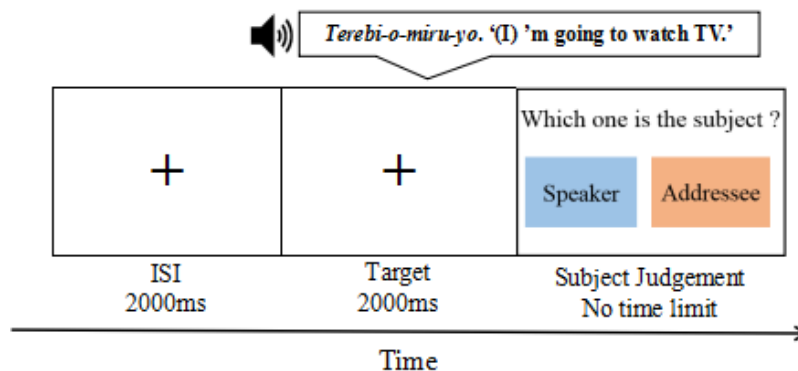 Terebi-o-miru-yo. ‘(I) ’m going to watch TV.’
Which one is the subject ?
Speaker
Addressee
ISI
2000ms
Target
2000ms
Subject Judgement
No time limit
Time